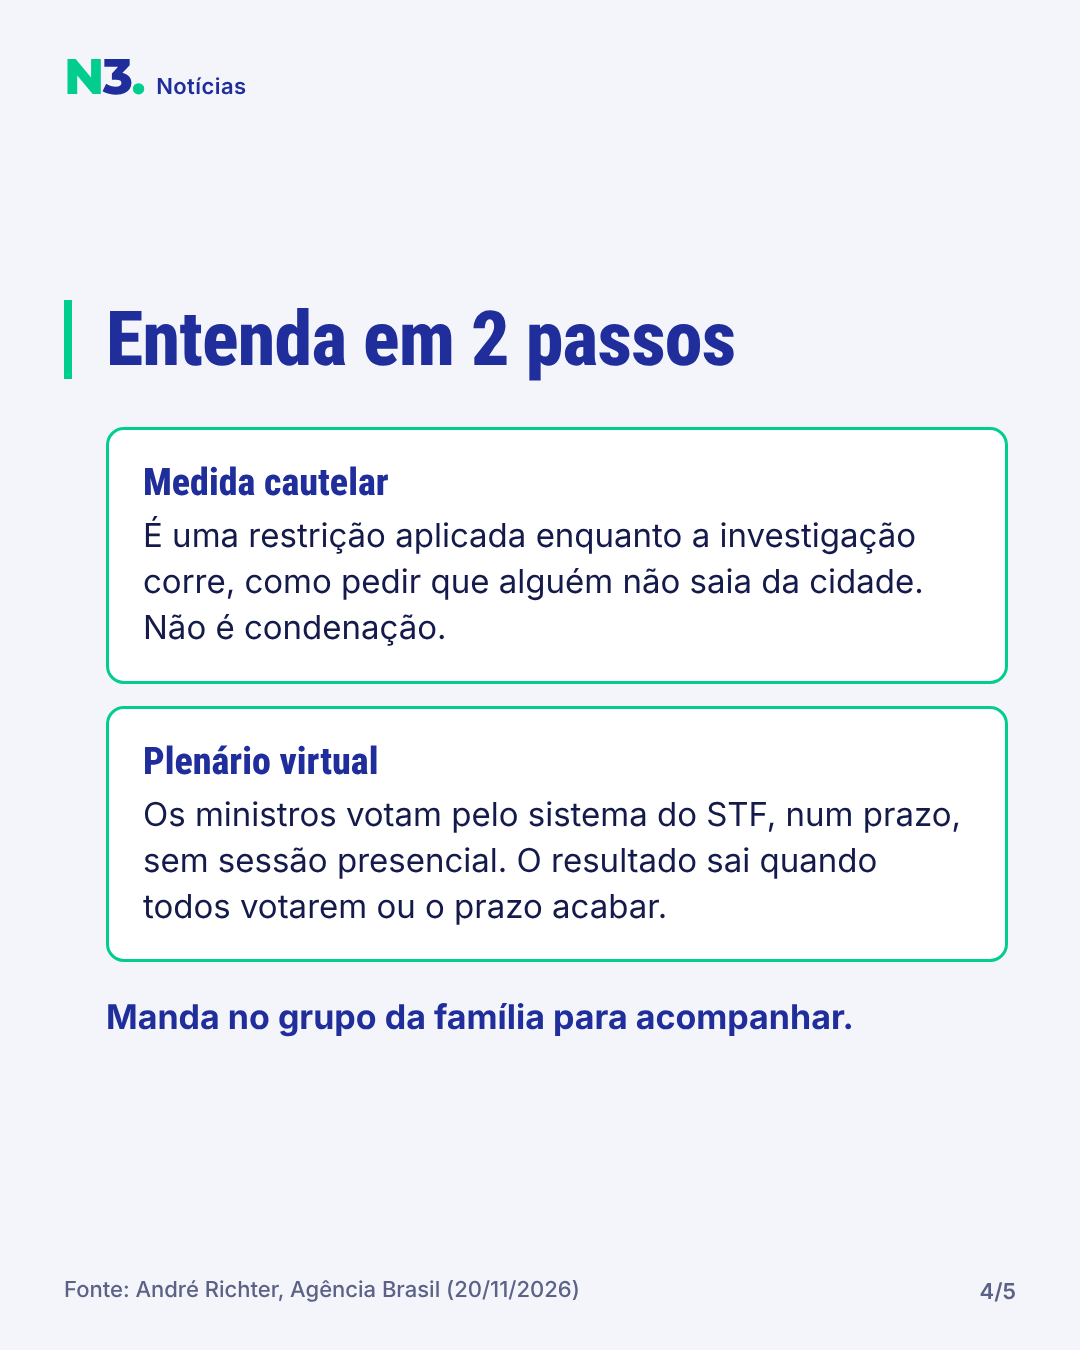 N3. Notícias
Entenda em 2 passos
Medida cautelar
É uma restrição aplicada enquanto a investigação
corre, como pedir que alguém não saia da cidade.
Não é condenação.
Plenário virtual
Os ministros votam pelo sistema do STF, num prazo,
sem sessão presencial. O resultado sai quando
todos votarem ou o prazo acabar.
Manda no grupo da família para acompanhar.
Fonte: André Richter, Agência Brasil (20/11/2026)
4/5